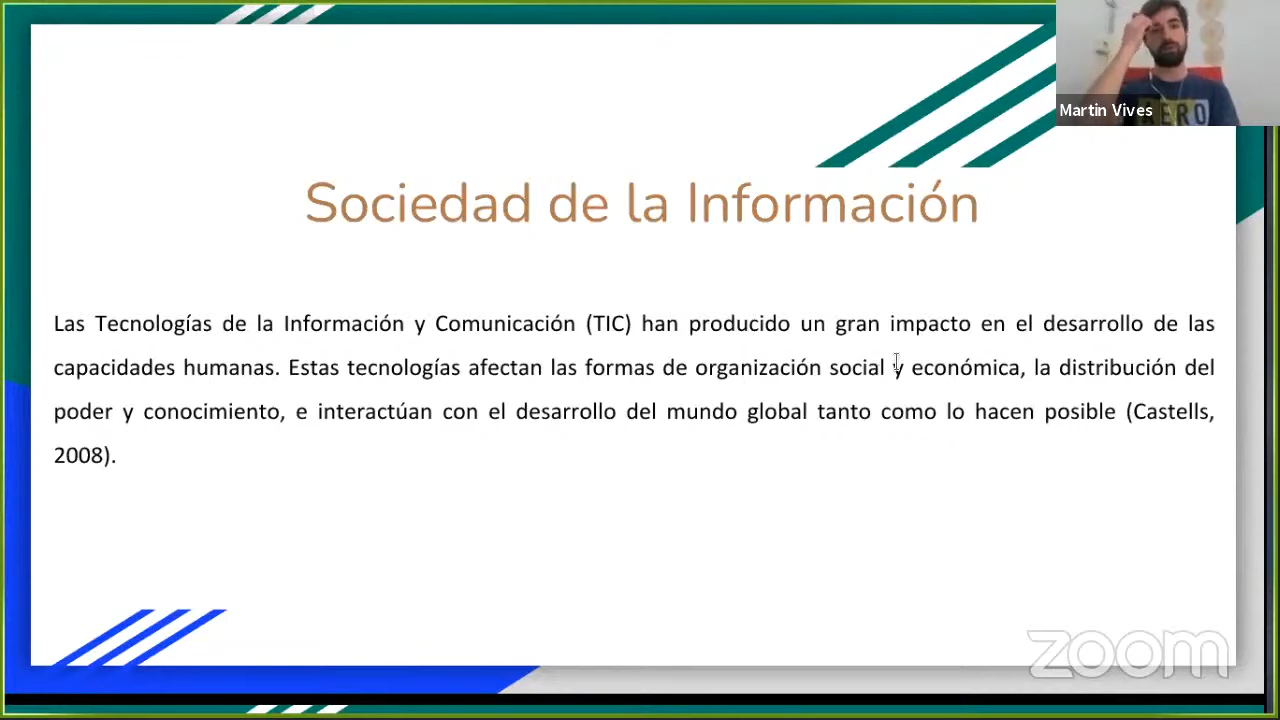 Martin Vives
AERO
Sociedad de la Información
Las Tecnologías de la Información y Comunicación (TIC) han producido un gran impacto en el desarrollo de las
capacidades humanas. Estas tecnologías afectan las formas de organización social y económica, la distribución del
poder y conocimiento, e interactúan con el desarrollo del mundo global tanto como lo hacen posible (Castells,
2008).
zoom